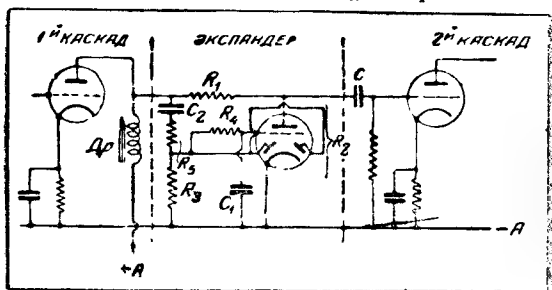 1й КАСКАД
ЭКСПАНДЕР
2й КАСКАД
R₁
C
C₂
R₄
R₂
Др
R₅
R₃
C₁
-А
+А